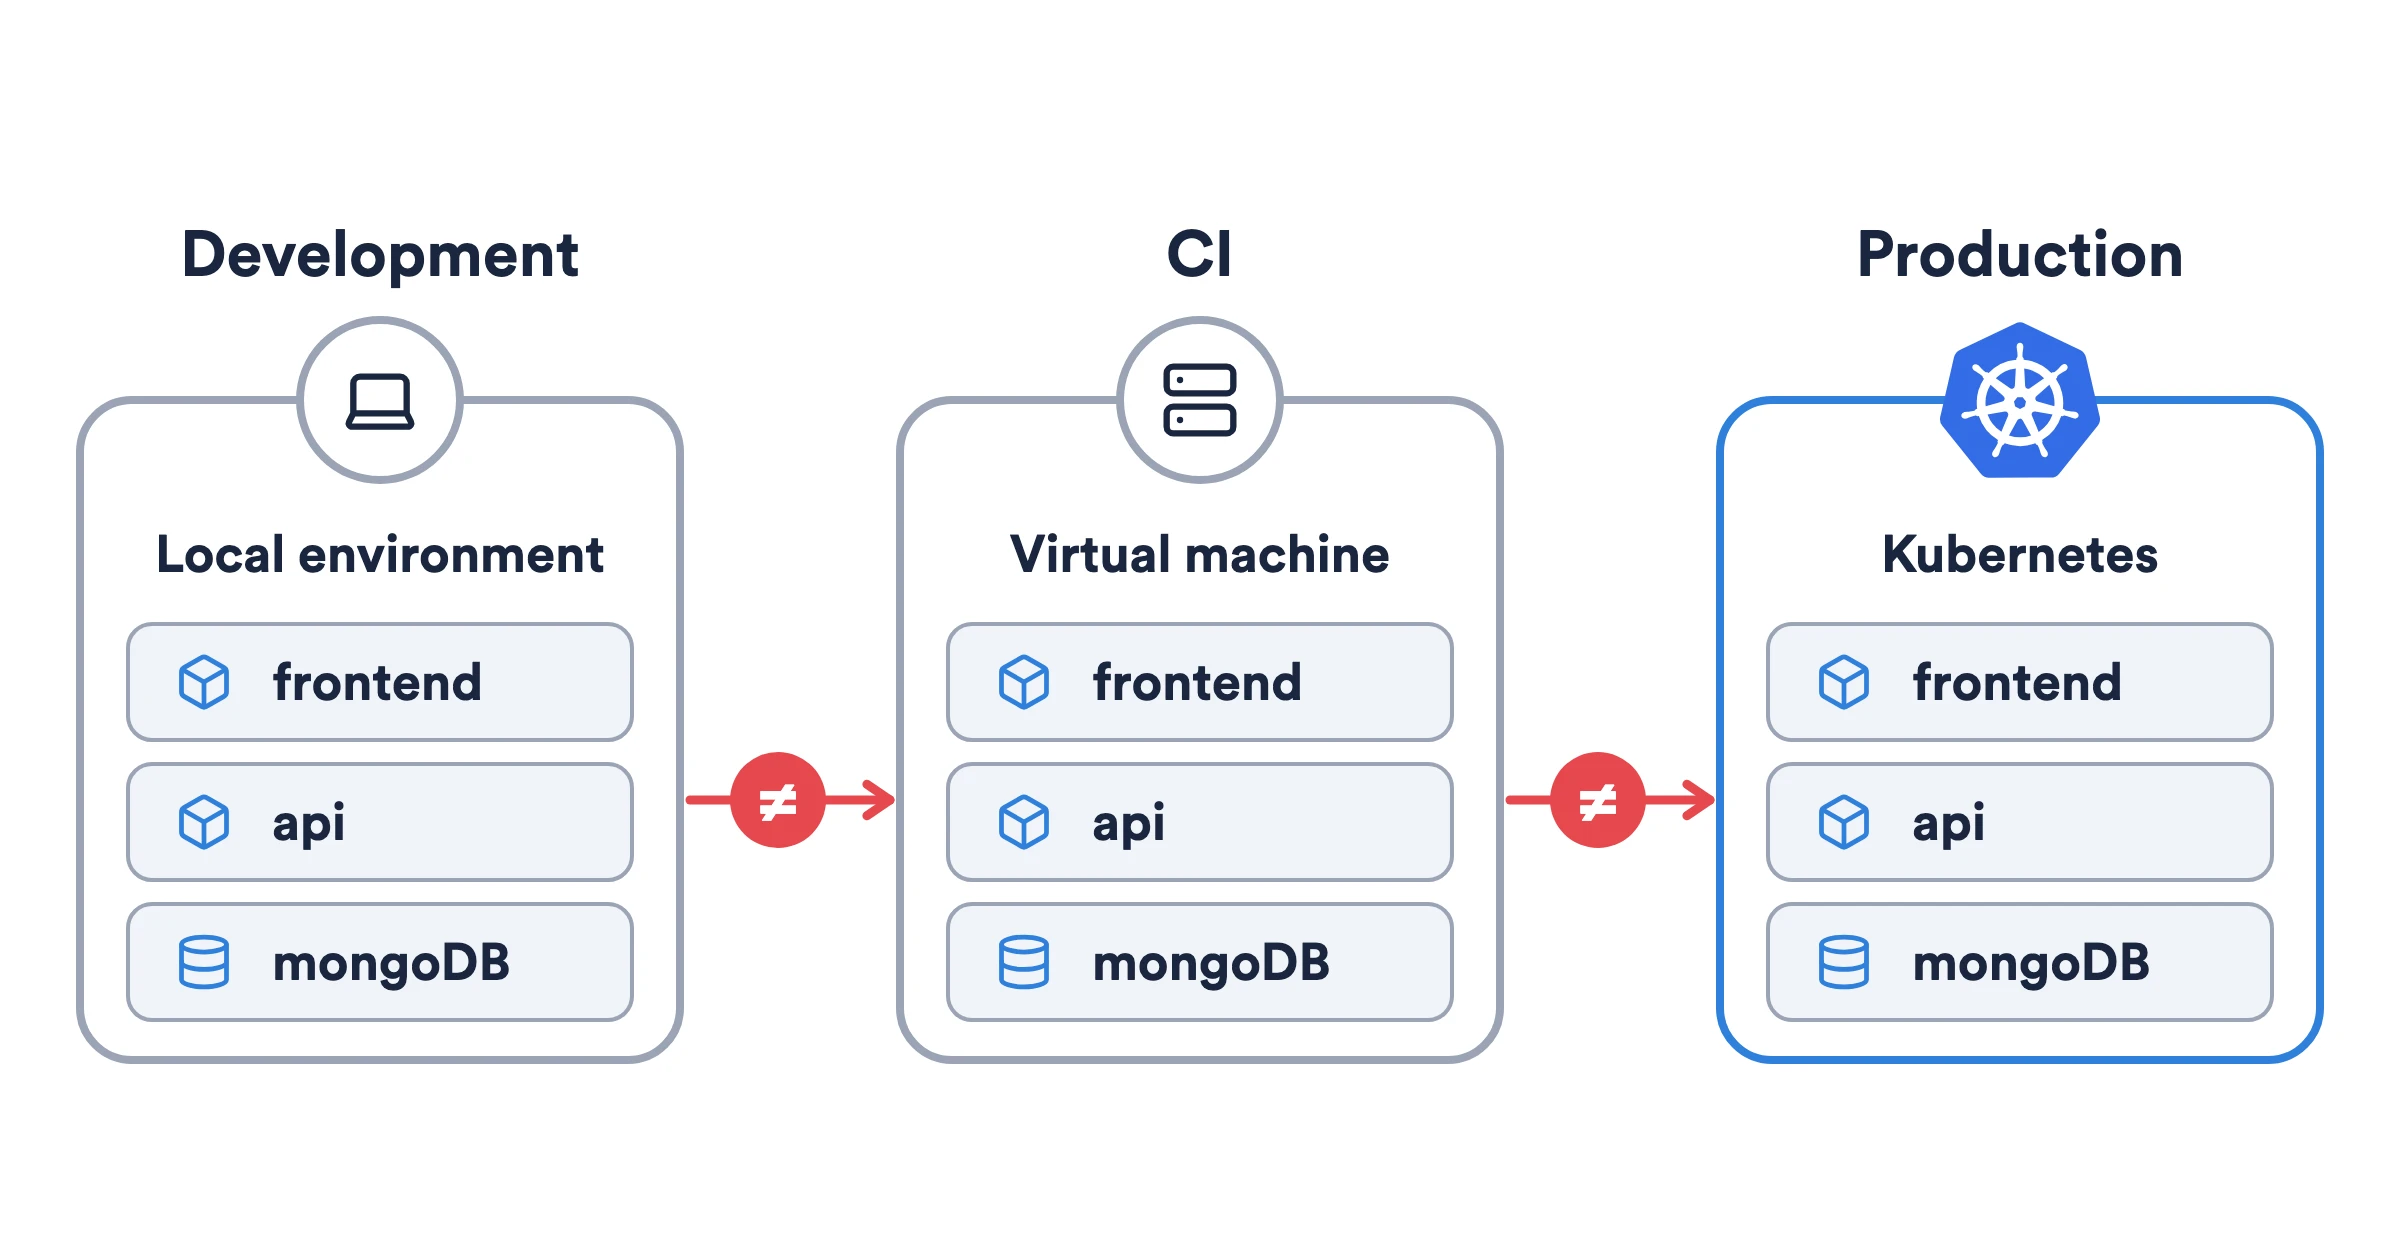 Development
Local environment
frontend
api
mongoDB
≠
CI
Virtual machine
frontend
api
mongoDB
≠
Production
Kubernetes
frontend
api
mongoDB